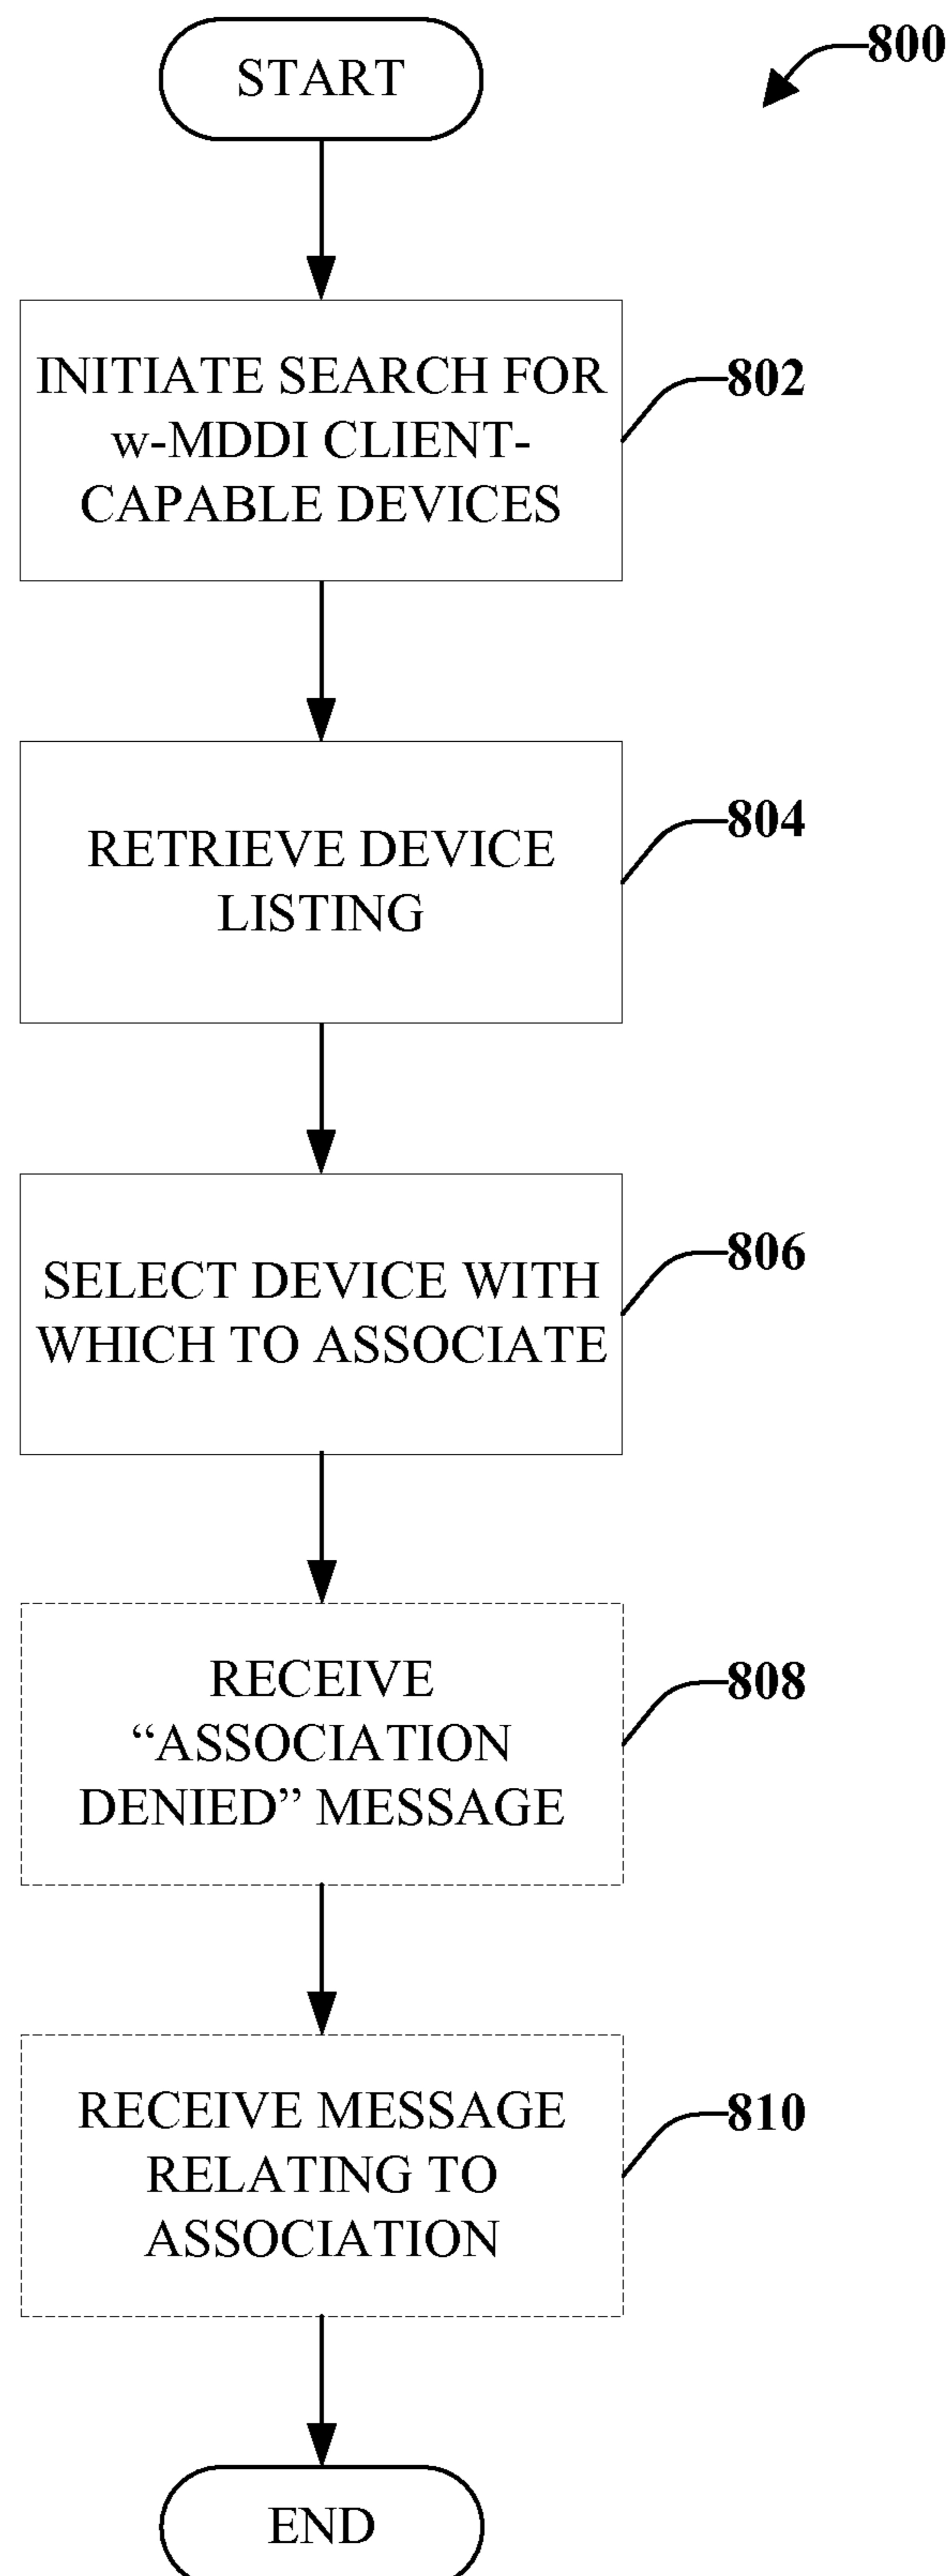 START
800
INITIATE SEARCH FOR
w-MDDI CLIENT-
CAPABLE DEVICES
802
RETRIEVE DEVICE
LISTING
804
SELECT DEVICE WITH
WHICH TO ASSOCIATE
806
RECEIVE
“ASSOCIATION
DENIED” MESSAGE
808
RECEIVE MESSAGE
RELATING TO
ASSOCIATION
810
END